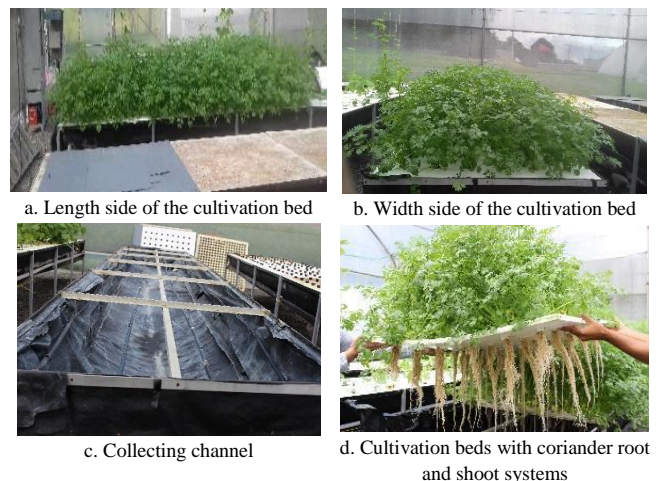 a. Length side of the cultivation bed
b. Width side of the cultivation bed
c. Collecting channel
d. Cultivation beds with coriander root
and shoot systems